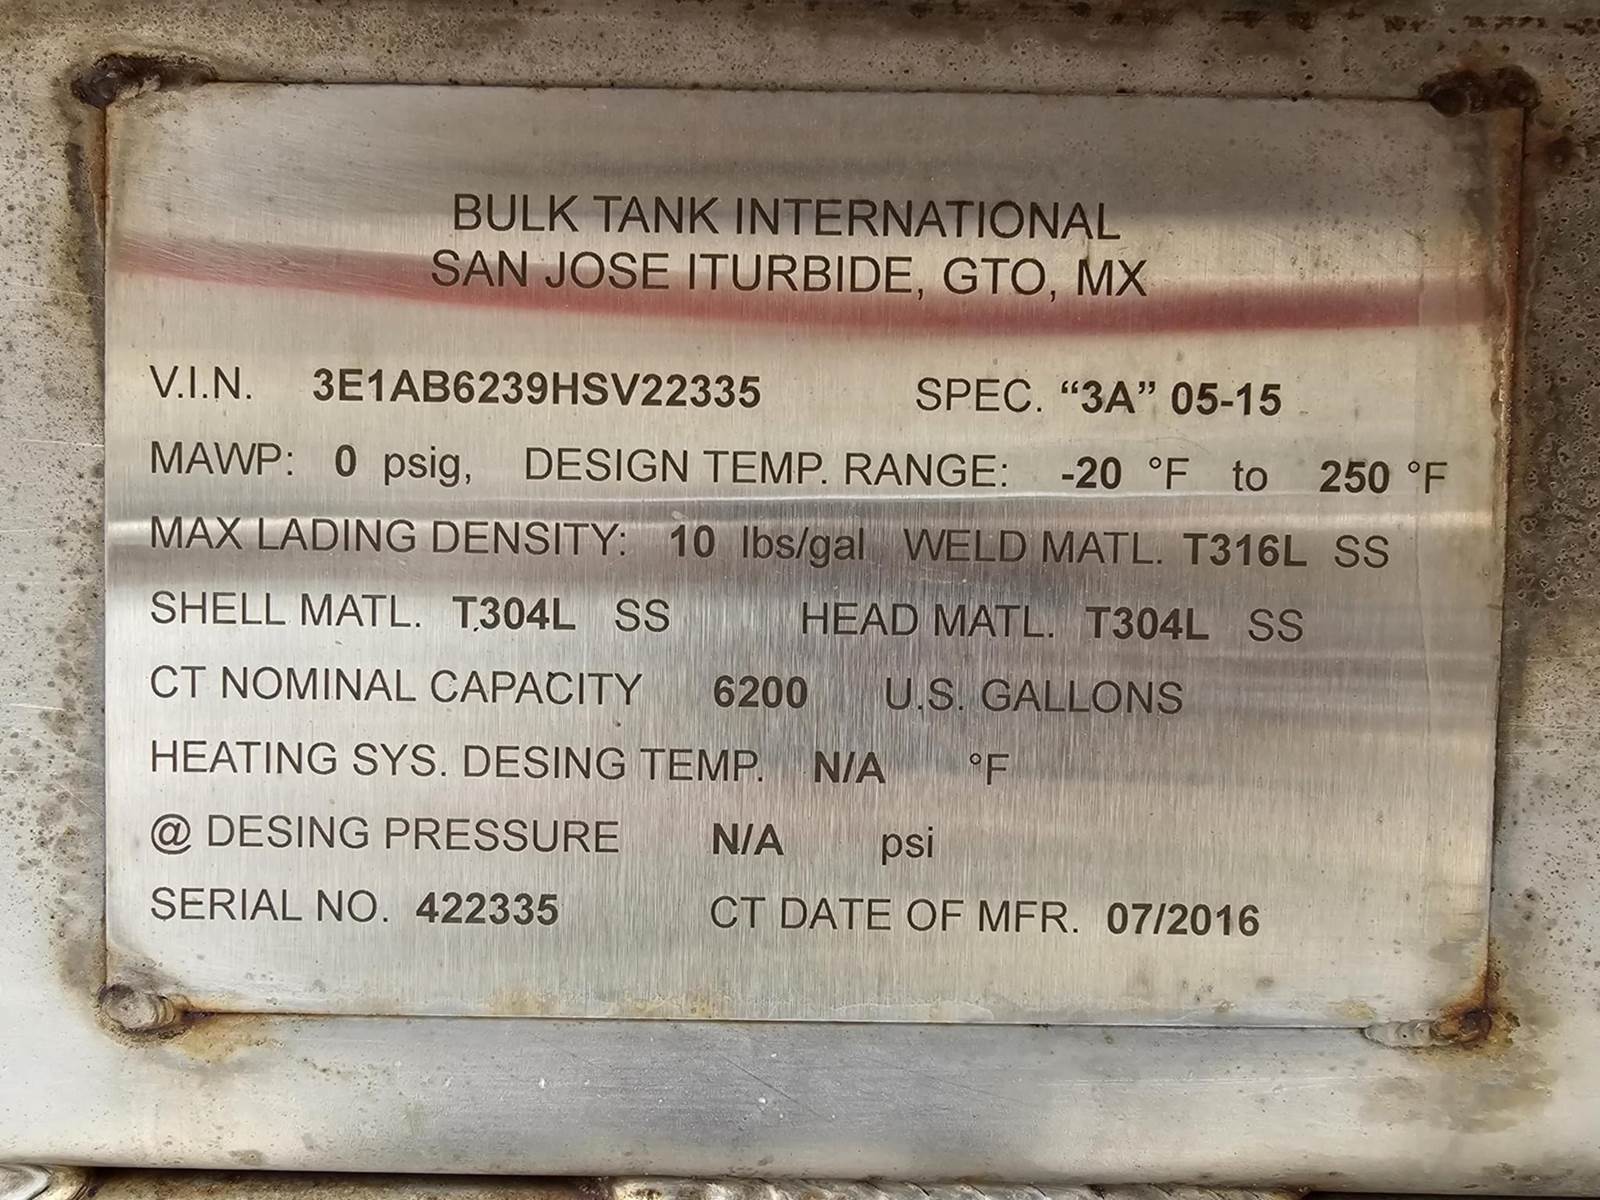 BULK TANK INTERNATIONAL
SAN JOSE ITURBIDE, GTO, MX
V.I.N. 3E1AB6239HSV22335 SPEC. “3A” 05-15
MAWP: 0 psig, DESIGN TEMP. RANGE: -20 °F to 250 °F
MAX LADING DENSITY: 10 lbs/gal WELD MATL. T316L SS
SHELL MATL. T304L SS HEAD MATL. T304L SS
CT NOMINAL CAPACITY 6200 U.S. GALLONS
HEATING SYS. DESING TEMP. N/A °F
@ DESING PRESSURE N/A psi
SERIAL NO. 422335 CT DATE OF MFR. 07/2016